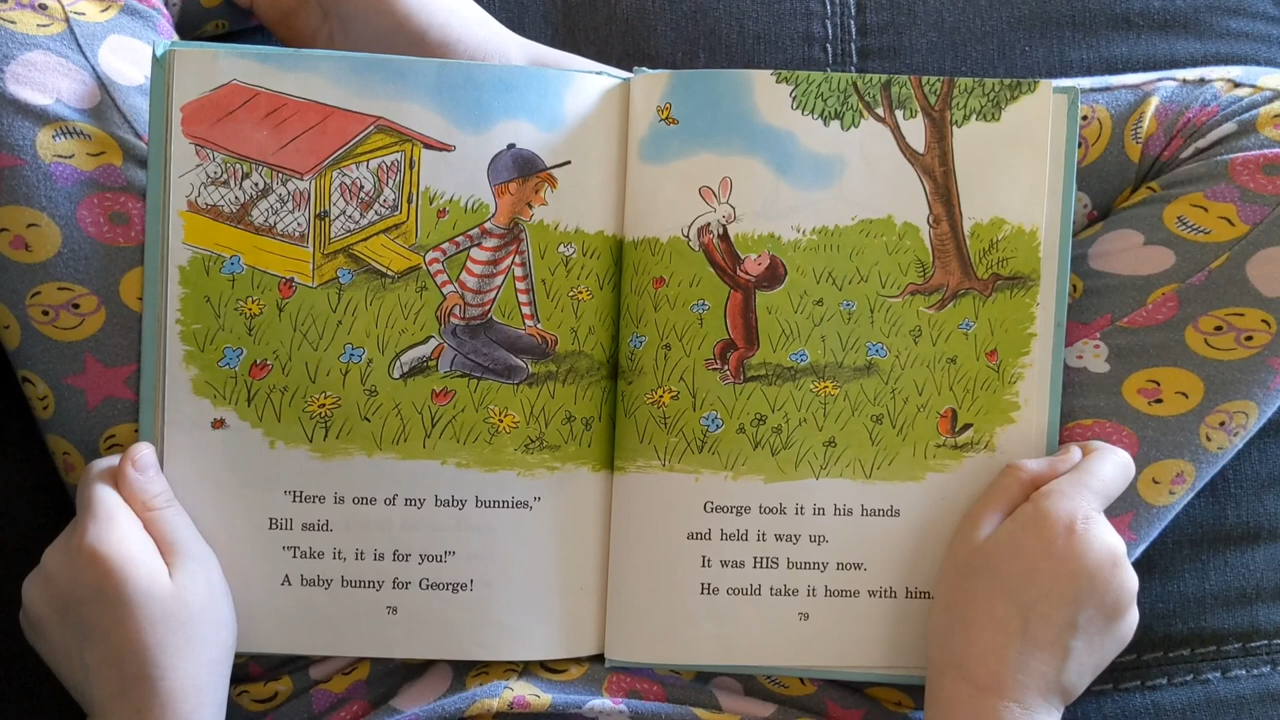 "Here is one of my baby bunnies,"
Bill said.
"Take it, it is for you!"
A baby bunny for George!
78
George took it in his hands
and held it way up.
It was HIS bunny now.
He could take it home with him.
79